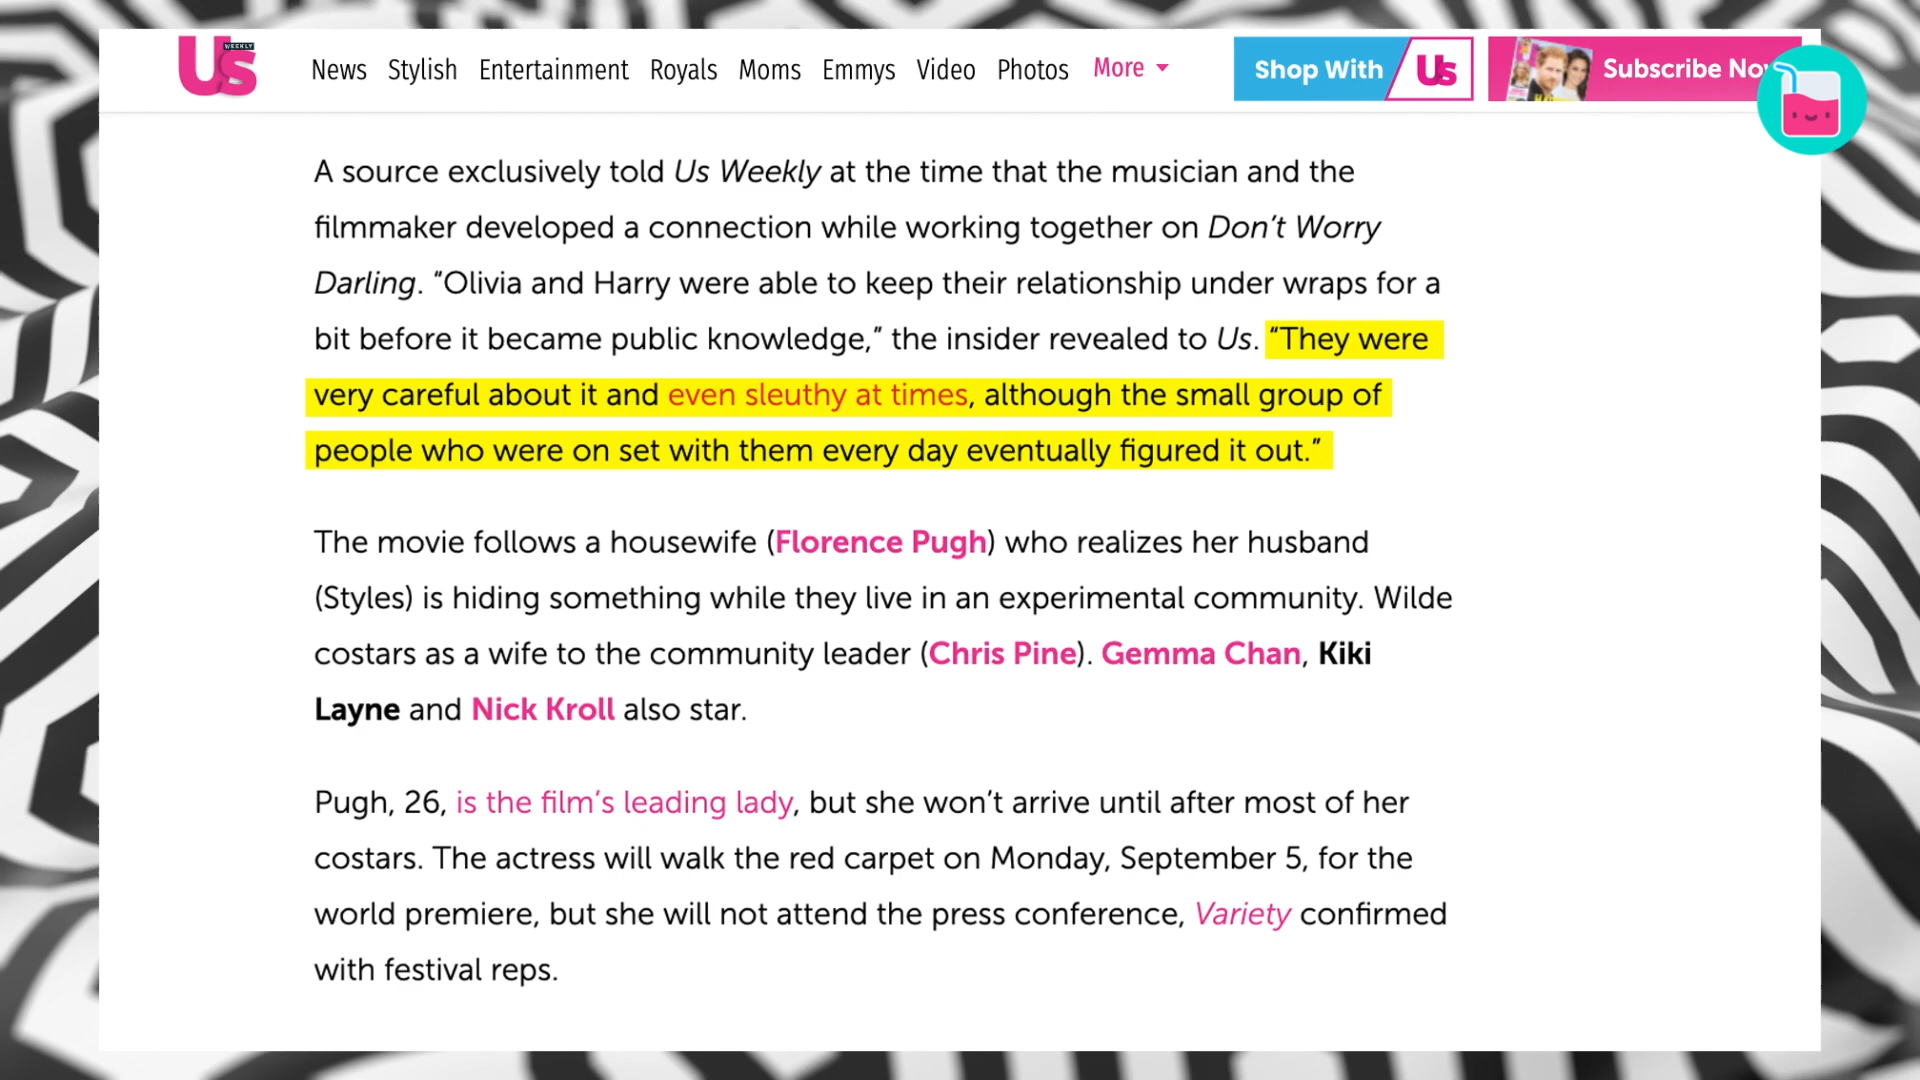 Us WEEKLY News Stylish Entertainment Royals Moms Emmys Video Photos More Shop With Us Subscribe No
A source exclusively told Us Weekly at the time that the musician and the
filmmaker developed a connection while working together on Don’t Worry
Darling. “Olivia and Harry were able to keep their relationship under wraps for a
bit before it became public knowledge,” the insider revealed to Us. “They were
very careful about it and even sleuthy at times, although the small group of
people who were on set with them every day eventually figured it out.”
The movie follows a housewife (Florence Pugh) who realizes her husband
(Styles) is hiding something while they live in an experimental community. Wilde
costars as a wife to the community leader (Chris Pine). Gemma Chan, Kiki
Layne and Nick Kroll also star.
Pugh, 26, is the film’s leading lady, but she won’t arrive until after most of her
costars. The actress will walk the red carpet on Monday, September 5, for the
world premiere, but she will not attend the press conference, Variety confirmed
with festival reps.